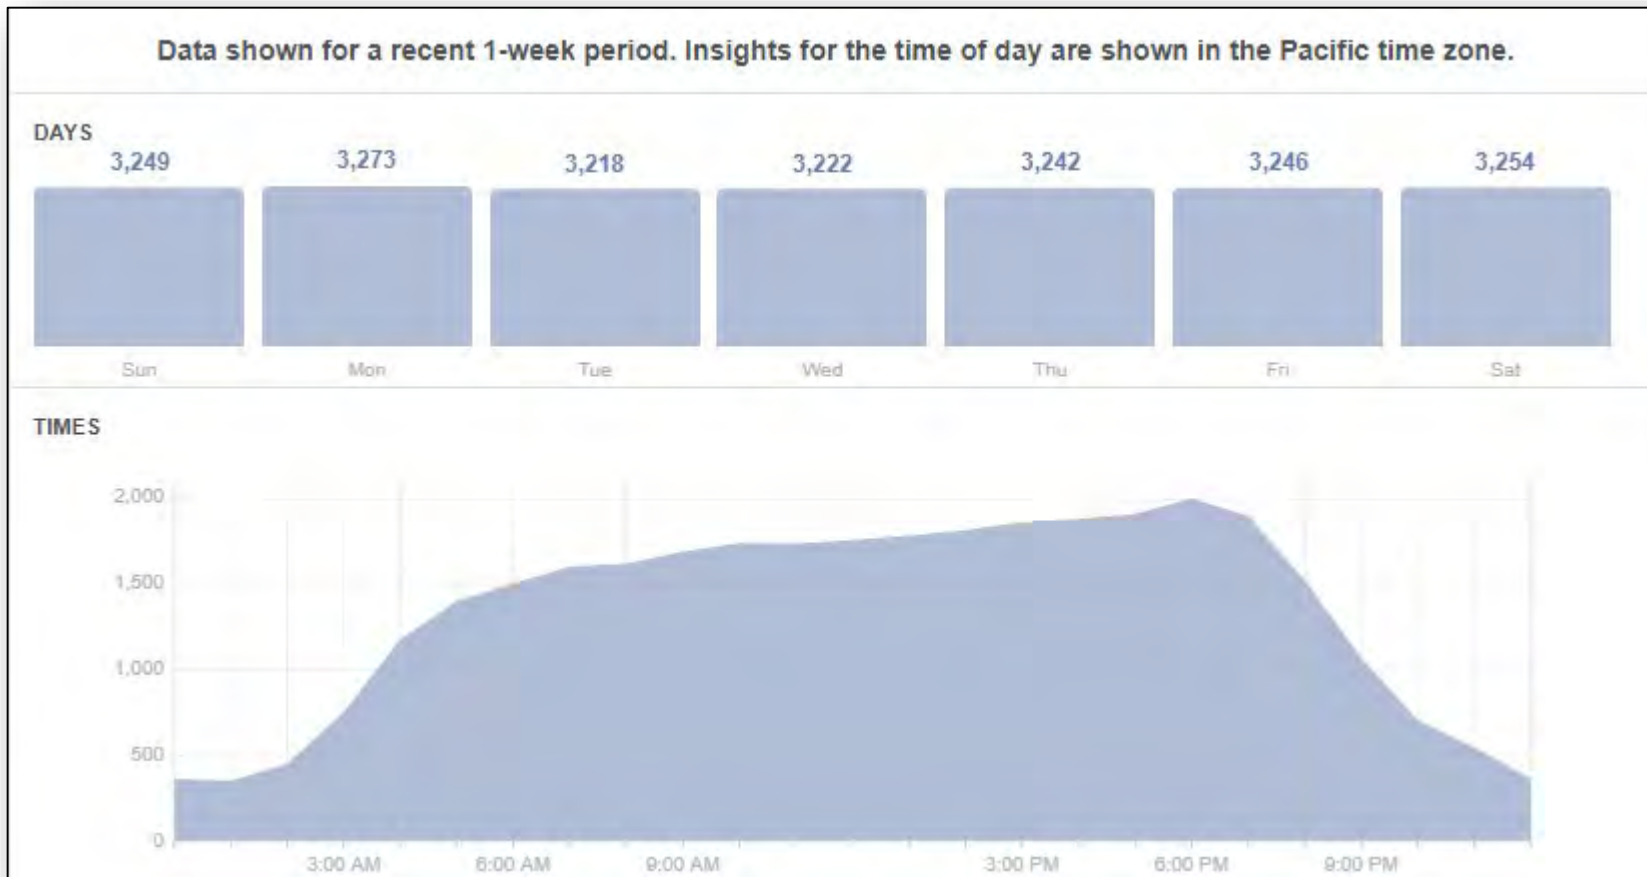 Data shown for a recent 1-week period. Insights for the time of day are shown in the Pacific time zone.
DAYS
3,249 3,273 3,218 3,222 3,242 3,246 3,254
Sun Mon Tue Wed Thu Fri Sat
TIMES
2,000
1,500
1,000
500
0
3:00 AM 6:00 AM 9:00 AM 3:00 PM 6:00 PM 9:00 PM